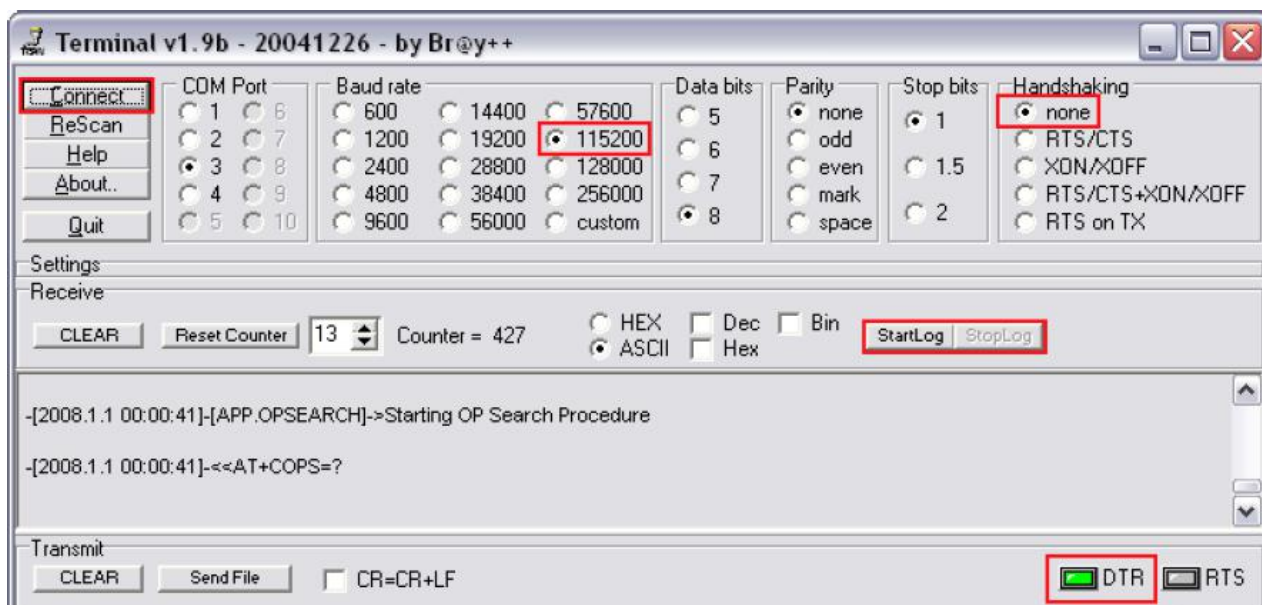 Terminal v1.9b - 20041226 - by Br@y++
Connect
ReScan
Help
About..
Quit
COM Port
1 6
2 7
3 8
4 9
5 10
Baud rate
600 14400 57600
1200 19200 115200
2400 28800 128000
4800 38400 256000
9600 56000 custom
Data bits
5
6
7
8
Parity
none
odd
even
mark
space
Stop bits
1
1.5
2
Handshaking
none
RTS/CTS
XON/XOFF
RTS/CTS+XON/XOFF
RTS on TX
Settings
Receive
CLEAR Reset Counter 13 Counter = 427
HEX Dec Bin
ASCII Hex
StartLog StopLog
-[2008.1.1 00:00:41]-[APP.OPSEARCH]->Starting OP Search Procedure
-[2008.1.1 00:00:41]-<<AT+COPS=?
Transmit
CLEAR Send File CR=CR+LF DTR RTS